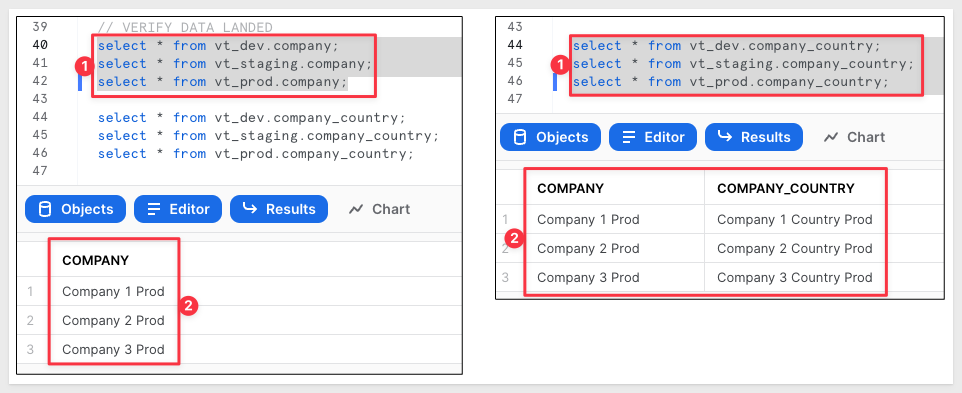 39 // VERIFY DATA LANDED
40 select * from vt_dev.company;
41 select * from vt_staging.company;
42 select * from vt_prod.company;
43
44 select * from vt_dev.company_country;
45 select * from vt_staging.company_country;
46 select * from vt_prod.company_country;
47
1
Objects Editor Results Chart
COMPANY
1 Company 1 Prod
2 Company 2 Prod
3 Company 3 Prod
2
43
44 select * from vt_dev.company_country;
45 select * from vt_staging.company_country;
46 select * from vt_prod.company_country;
47
1
Objects Editor Results Chart
COMPANY COMPANY_COUNTRY
1 Company 1 Prod Company 1 Country Prod
2 Company 2 Prod Company 2 Country Prod
3 Company 3 Prod Company 3 Country Prod
2